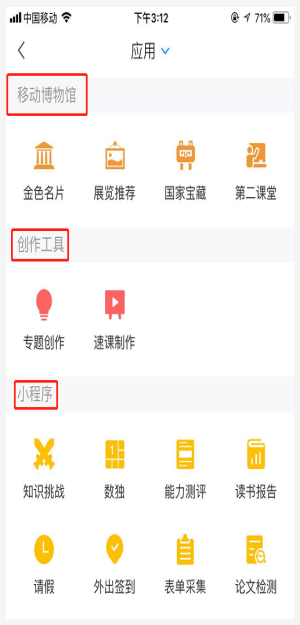 中国移动 下午3:12 71%
应用
移动博物馆
金色名片 展览推荐 国家宝藏 第二课堂
创作工具
专题创作 速课制作
小程序
1
知识挑战 数独 能力测评 读书报告
请假 外出签到 表单采集 论文检测